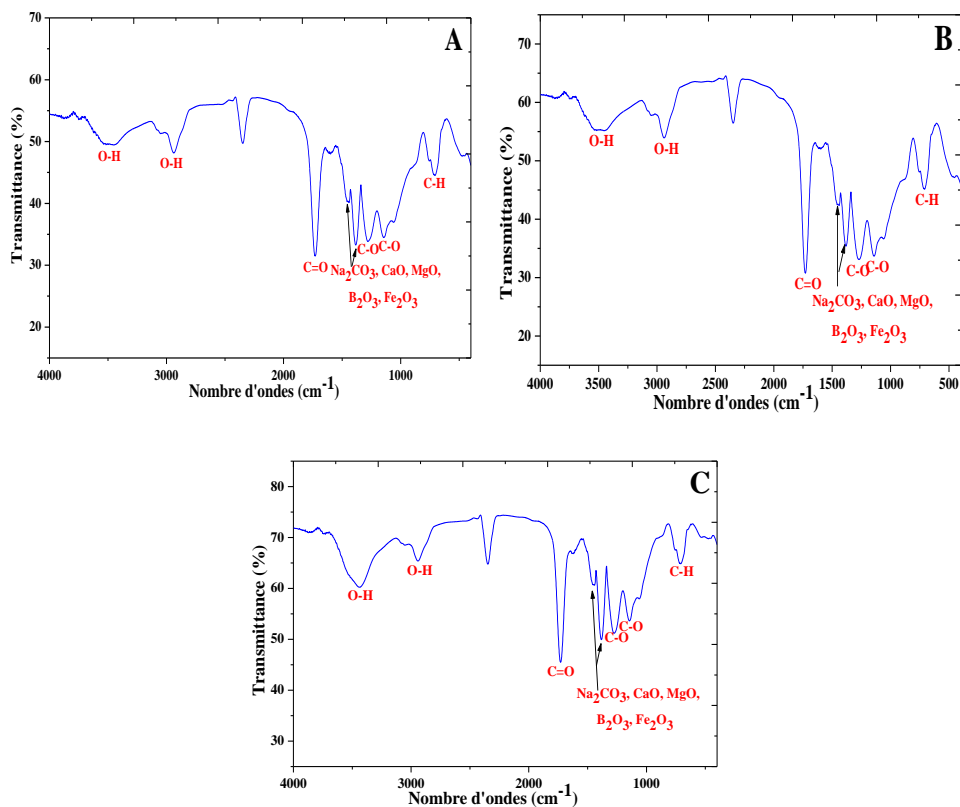 A
70
60
50
40
30
20
Transmittance (%)
O-H
O-H
C=O
C-O
C-O
C-H
Na₂CO₃, CaO, MgO,
B₂O₃, Fe₂O₃
4000 3000 2000 1000
Nombre d'ondes (cm⁻¹)
B
70
60
50
40
30
20
Transmittance (%)
O-H
O-H
C=O
C-O
C-O
C-H
Na₂CO₃, CaO, MgO,
B₂O₃, Fe₂O₃
4000 3500 3000 2500 2000 1500 1000 500
Nombre d'ondes (cm⁻¹)
C
80
70
60
50
40
30
Transmittance (%)
O-H
O-H
C=O
C-O
C-O
C-H
Na₂CO₃, CaO, MgO,
B₂O₃, Fe₂O₃
4000 3000 2000 1000
Nombre d'ondes (cm⁻¹)